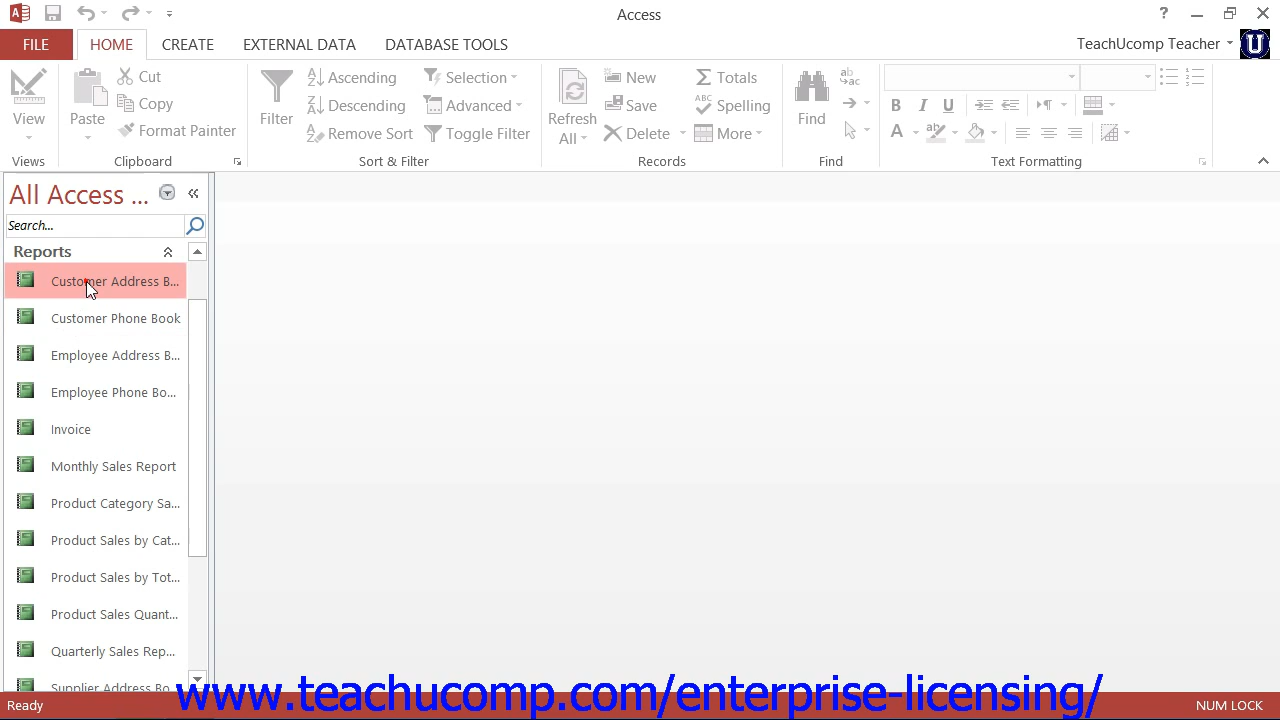 Access
?
FILE
HOME
CREATE
EXTERNAL DATA
DATABASE TOOLS
TeachUcomp Teacher
U
View
Views
Paste
Cut
Copy
Format Painter
Clipboard
Filter
Ascending
Descending
Remove Sort
Selection
Advanced
Toggle Filter
Sort & Filter
Refresh
All
New
Save
Delete
Totals
Spelling
More
Records
Find
Find
B I U
A
Text Formatting
All Access ...
Search...
Reports
Customer Address B...
Customer Phone Book
Employee Address B...
Employee Phone Bo...
Invoice
Monthly Sales Report
Product Category Sa...
Product Sales by Cat...
Product Sales by Tot...
Product Sales Quant...
Quarterly Sales Rep...
Supplier Address Bo
www.teachucomp.com/enterprise-licensing/
Ready
NUM LOCK